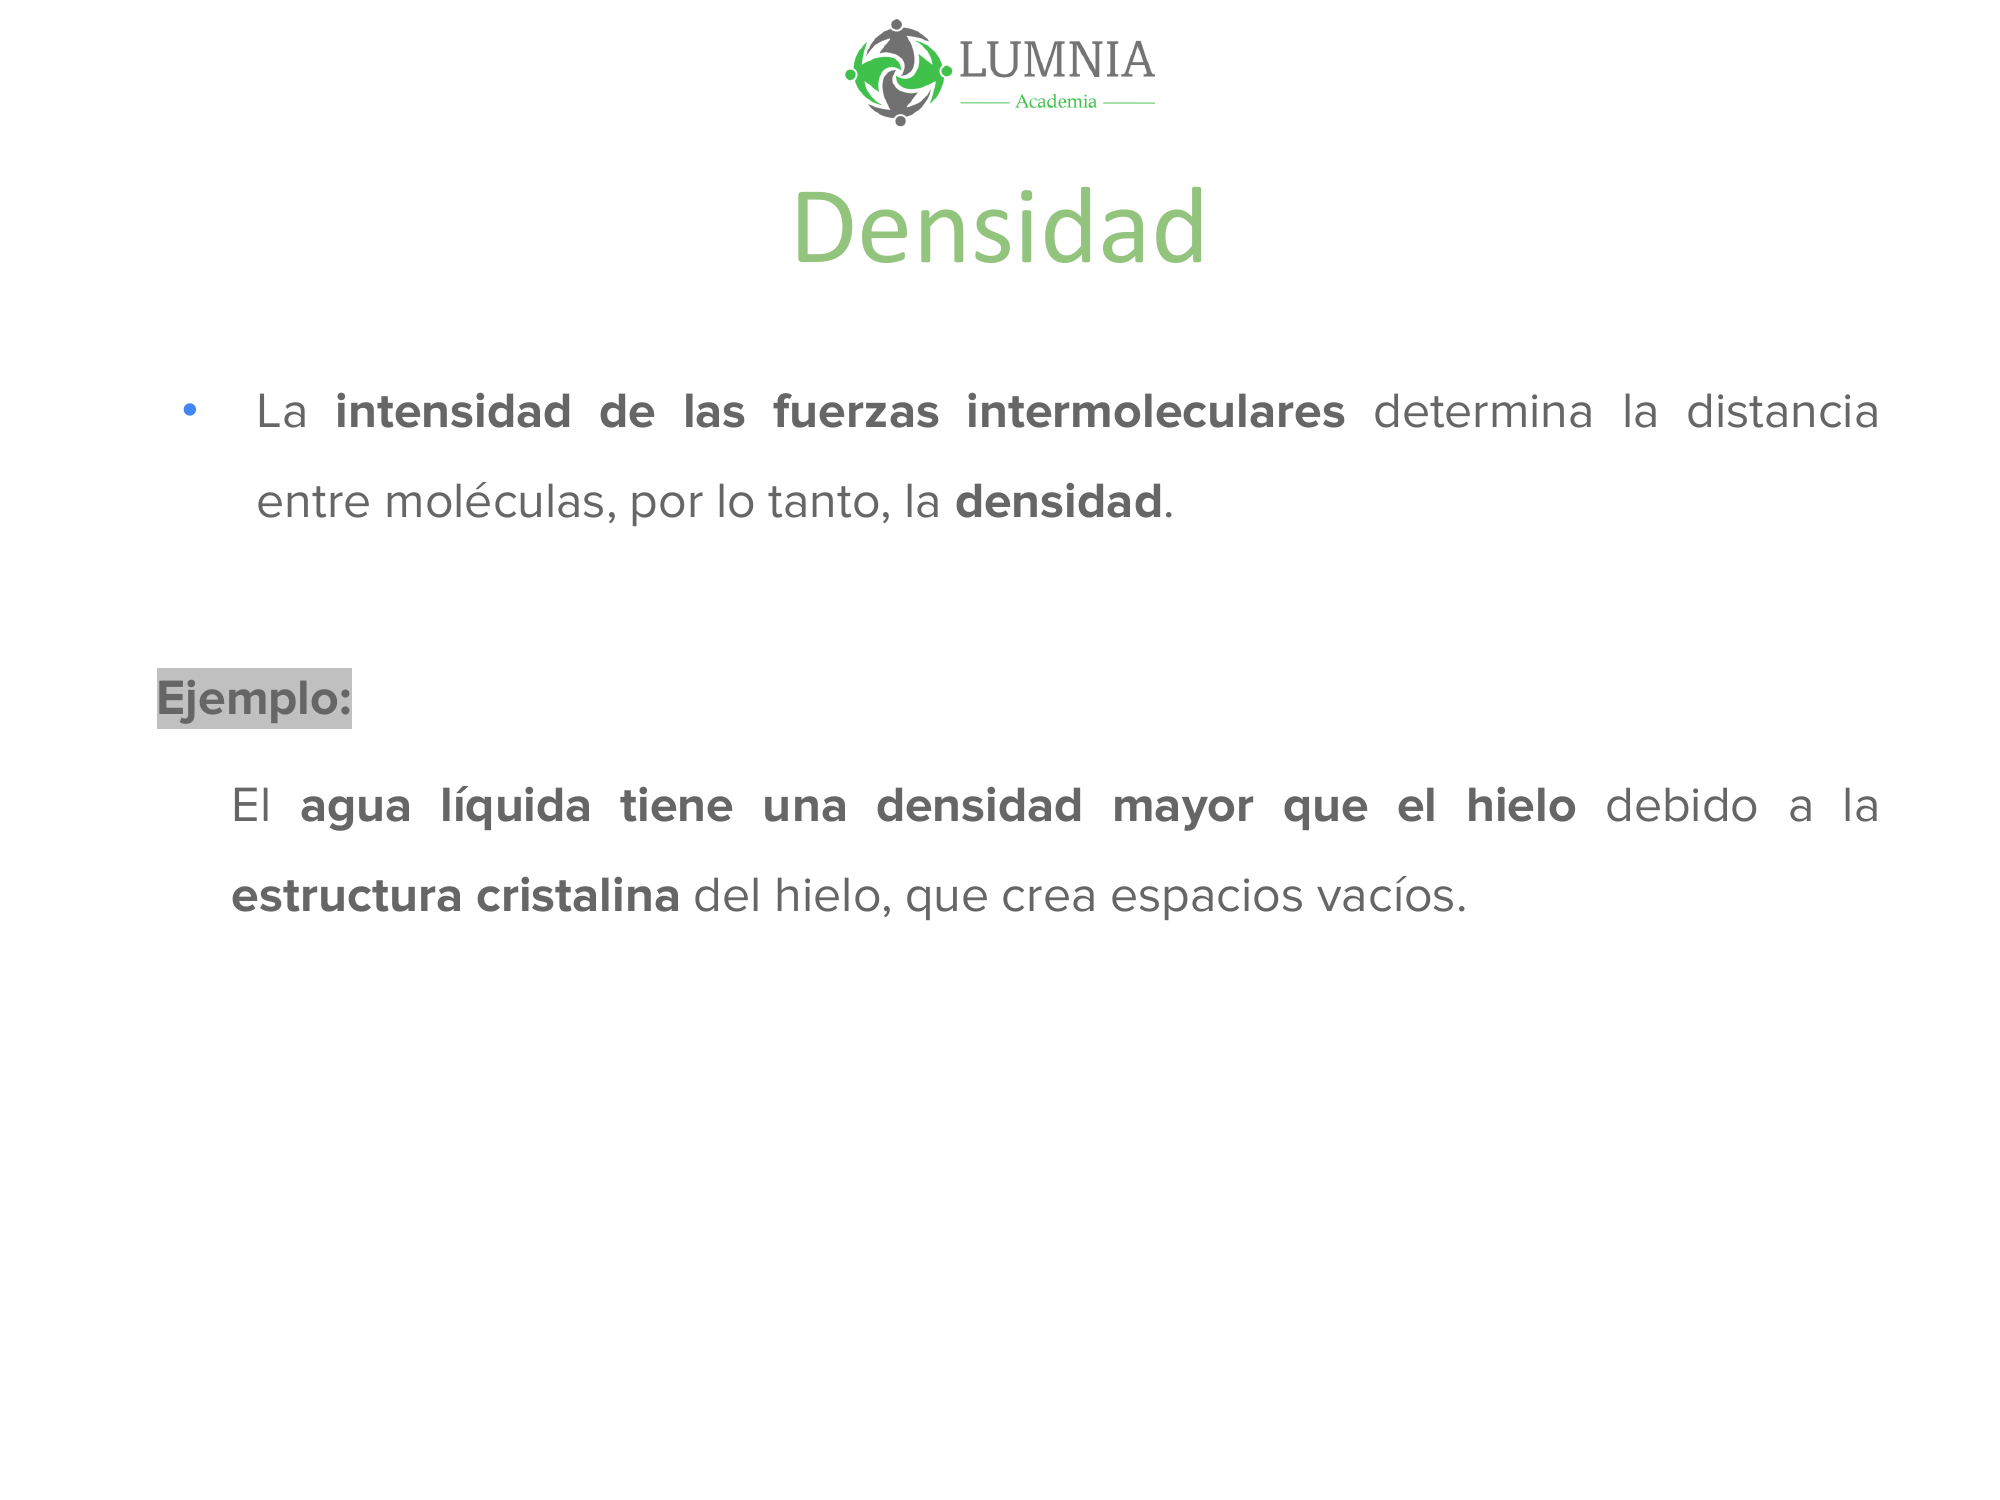 LUMNIA
Academia
Densidad
• La intensidad de las fuerzas intermoleculares determina la distancia
entre moléculas, por lo tanto, la densidad.
Ejemplo:
El agua líquida tiene una densidad mayor que el hielo debido a la
estructura cristalina del hielo, que crea espacios vacíos.